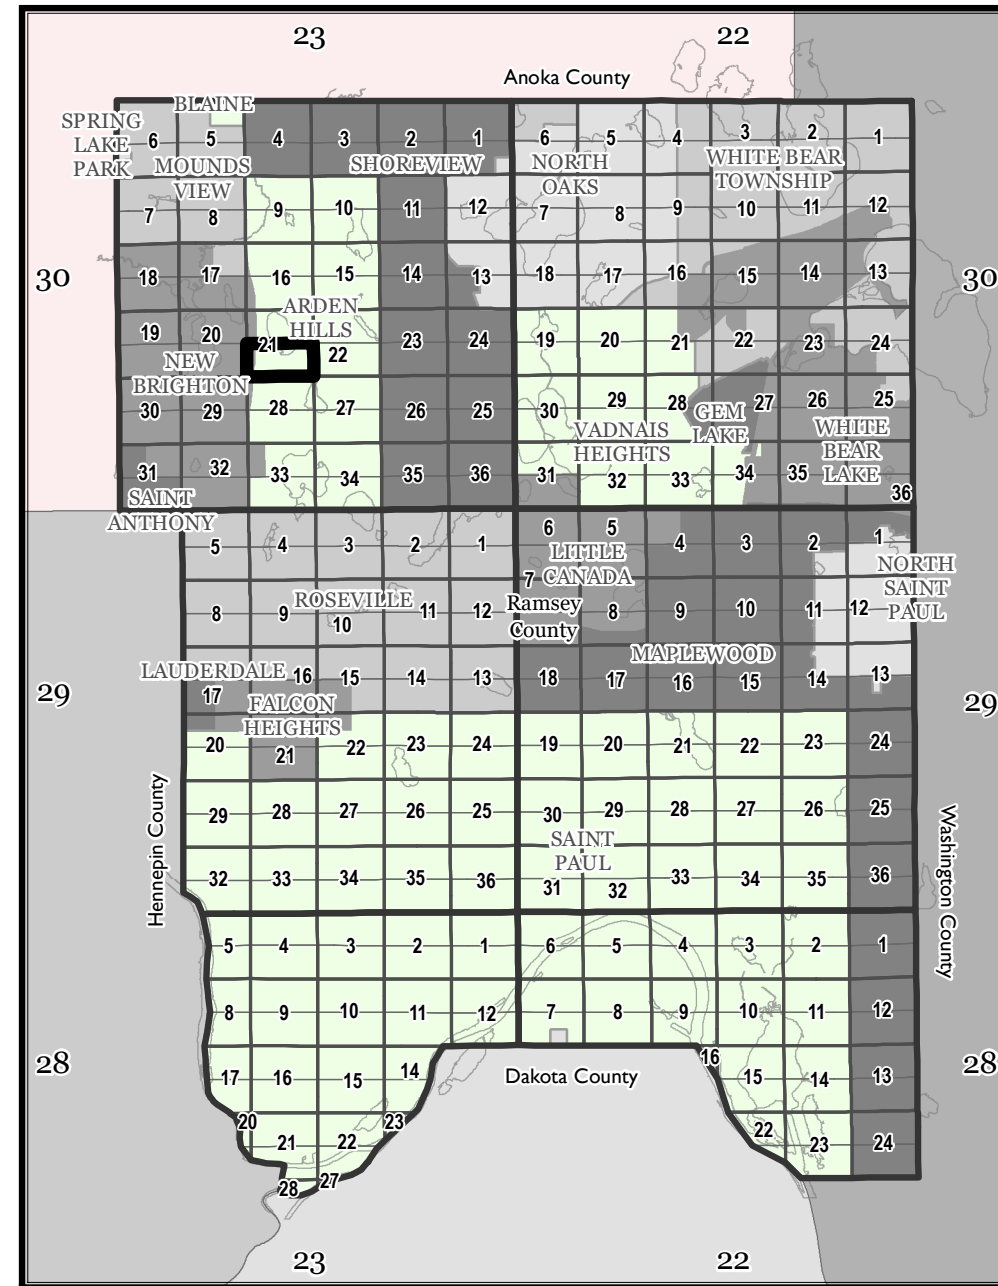 23 22
Anoka County
BLAINE
SPRING
LAKE
PARK
6 5 4 3 2 1 6 5 4 3 2 1
MOUNDS
VIEW
SHOREVIEW
NORTH
OAKS
WHITE BEAR
TOWNSHIP
7 8 9 10 11 12 7 8 9 10 11 12
30 18 17 16 15 14 13 18 17 16 15 14 13 30
ARDEN
HILLS
19 20 21 22 23 24 19 20 21 22 23 24
NEW
BRIGHTON
30 29 28 27 26 25 30 29 28 27 26 25
VADNAIS
HEIGHTS
GEM
LAKE
WHITE
BEAR
LAKE
31 32 33 34 35 36 31 32 33 34 35 36
SAINT
ANTHONY
5 4 3 2 1 6 5 4 3 2 1
LITTLE
CANADA
NORTH
SAINT
PAUL
8 9 10 11 12 7 8 9 10 11 12
ROSEVILLE
Ramsey
County
MAPLEWOOD
LAUDERDALE
29 17 16 15 14 13 18 17 16 15 14 13 29
FALCON
HEIGHTS
20 21 22 23 24 19 20 21 22 23 24
29 28 27 26 25 30 29 28 27 26 25
Hennepin County
Washington County
SAINT
PAUL
32 33 34 35 36 31 32 33 34 35 36
5 4 3 2 1 6 5 4 3 2 1
8 9 10 11 12 7 8 9 10 11 12
28 17 16 15 14 16 15 14 13 28
Dakota County
20 21 22 23 22 23 24
28 27
23 22